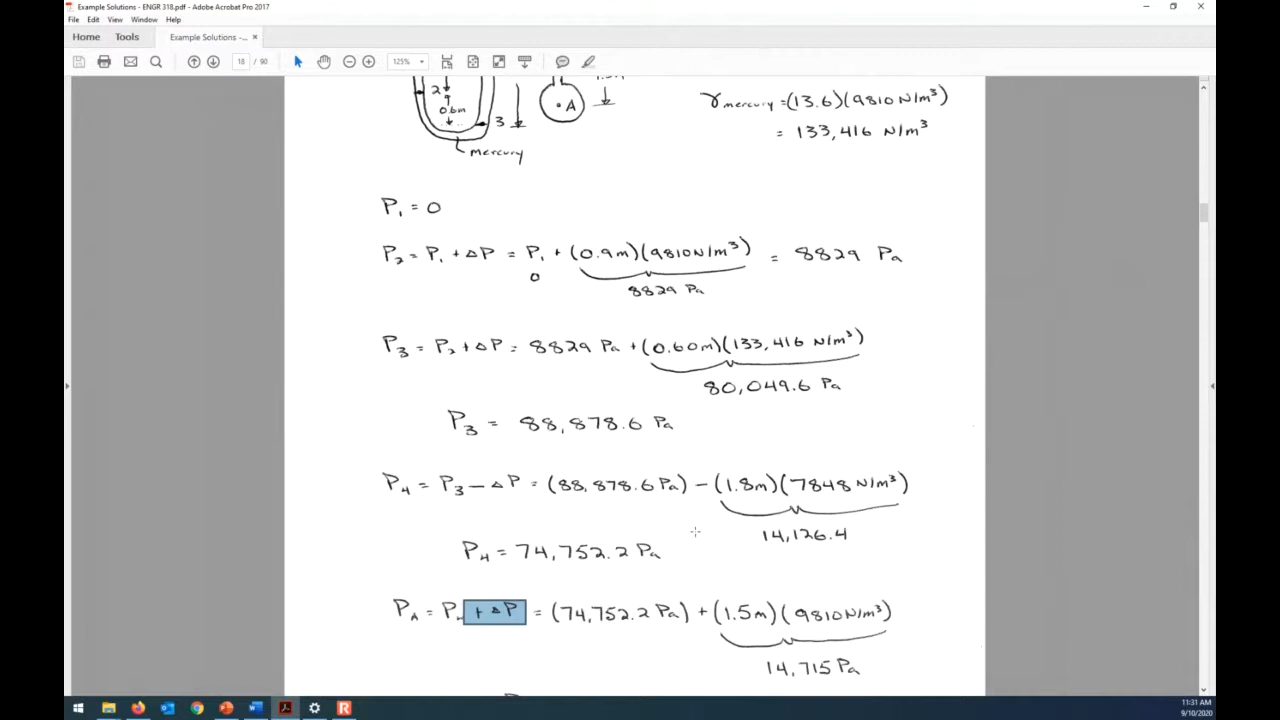 Example Solutions - ENGR 318.pdf - Adobe Acrobat Pro 2017
File Edit View Window Help
Home Tools Example Solutions -... ×
18 / 90 125%
2
0.6m
3
A
mercury
γmercury = (13.6)(9810 N/m³)
= 133,416 N/m³
P₁ = 0
P₂ = P₁ + ΔP = P₁ + (0.9m)(9810 N/m³) = 8829 Pa
0
8829 Pa
P₃ = P₂ + ΔP = 8829 Pa + (0.60m)(133,416 N/m³)
80,049.6 Pa
P₃ = 88,878.6 Pa
P₄ = P₃ - ΔP = (88,878.6 Pa) - (1.8m)(7848 N/m³)
14,126.4
P₄ = 74,752.2 Pa
P_A = P + ΔP = (74,752.2 Pa) + (1.5m)(9810 N/m³)
14,715 Pa
11:31 AM
9/10/2020